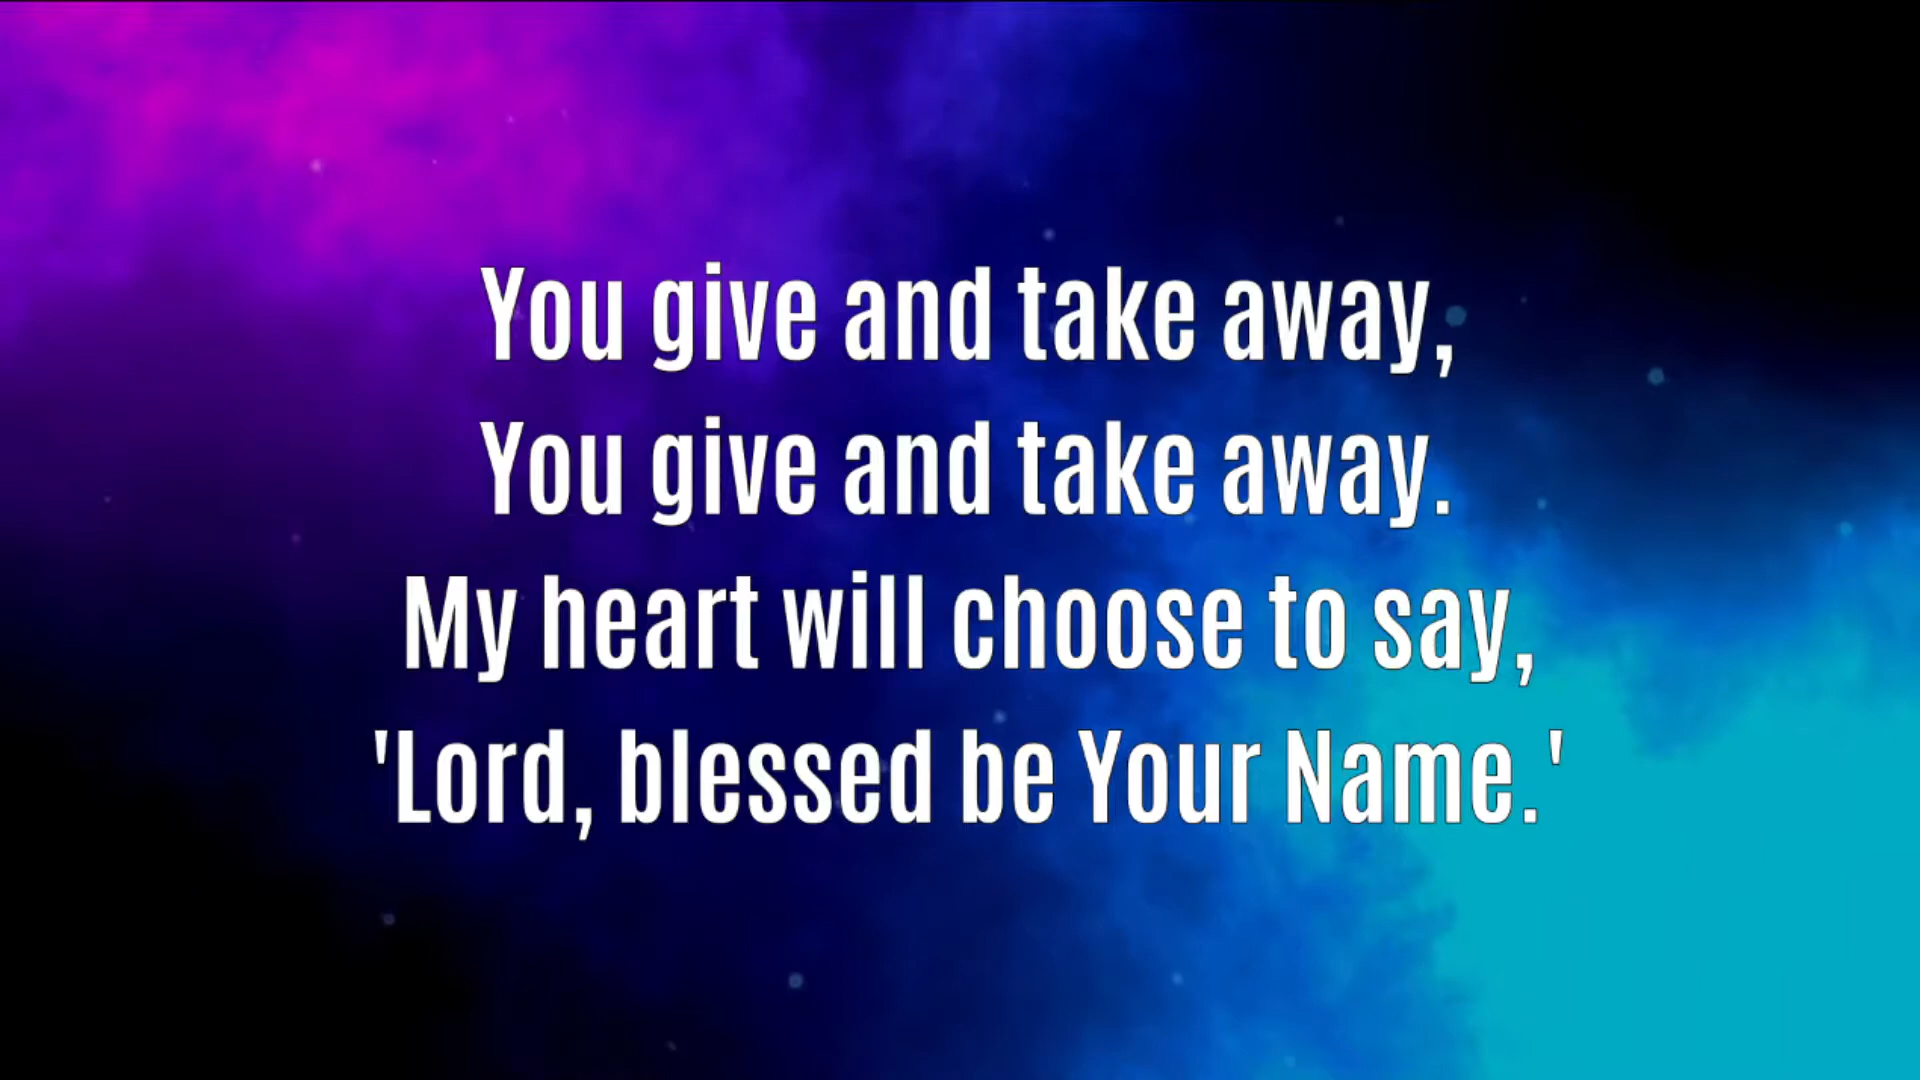 You give and take away,
You give and take away.
My heart will choose to say,
'Lord, blessed be Your Name.'